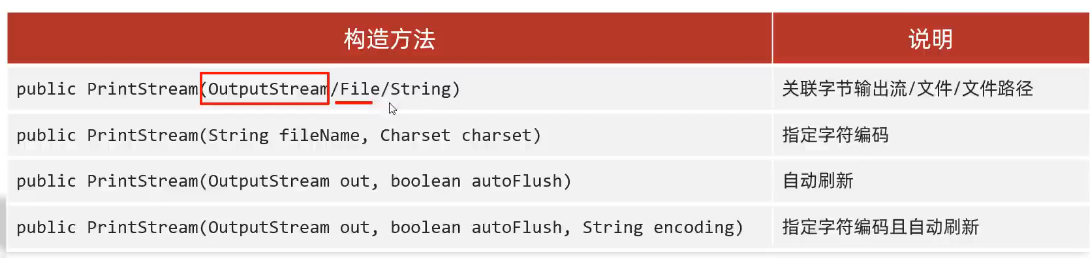 构造方法 说明
public PrintStream(OutputStream/File/String) 关联字节输出流/文件/文件路径
public PrintStream(String fileName, Charset charset) 指定字符编码
public PrintStream(OutputStream out, boolean autoFlush) 自动刷新
public PrintStream(OutputStream out, boolean autoFlush, String encoding) 指定字符编码且自动刷新